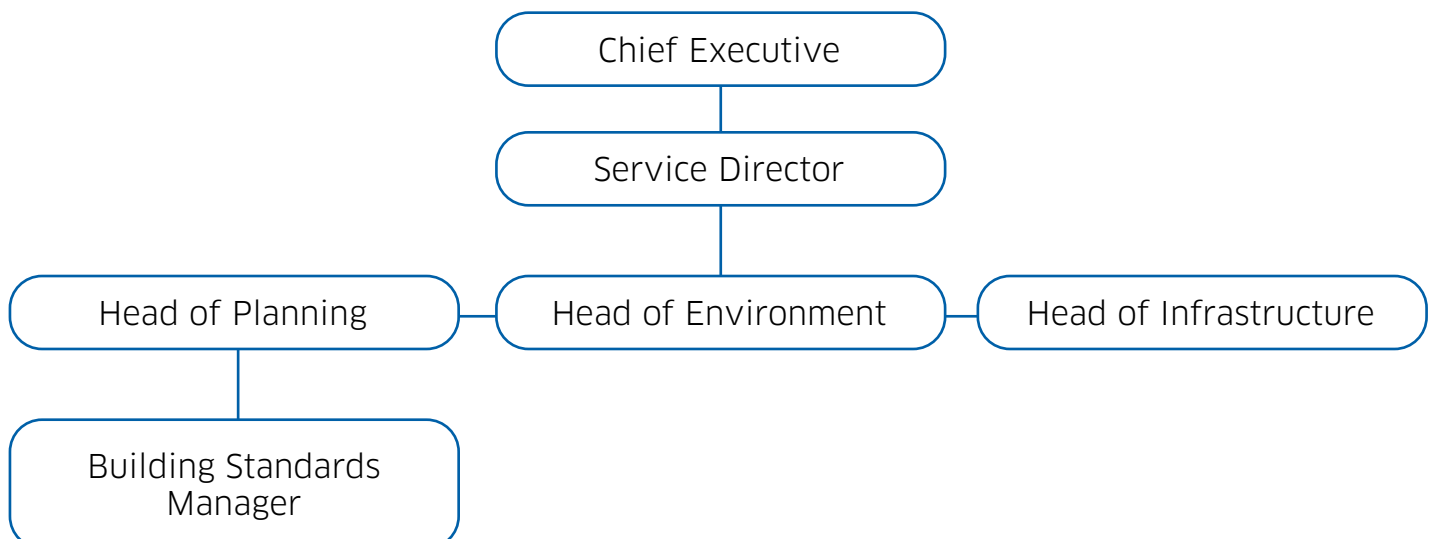 Chief Executive
Service Director
Head of Planning
Head of Environment
Head of Infrastructure
Building Standards
Manager